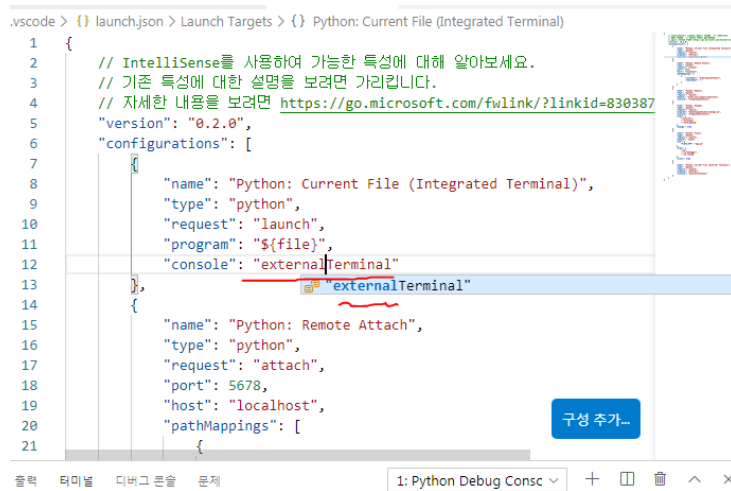 .vscode > {} launch.json > Launch Targets > {} Python: Current File (Integrated Terminal)
1 {
2 // IntelliSense를 사용하여 가능한 특성에 대해 알아보세요.
3 // 기존 특성에 대한 설명을 보려면 가리킵니다.
4 // 자세한 내용을 보려면 https://go.microsoft.com/fwlink/?linkid=830387
5 "version": "0.2.0",
6 "configurations": [
7 {
8 "name": "Python: Current File (Integrated Terminal)",
9 "type": "python",
10 "request": "launch",
11 "program": "${file}",
12 "console": "externalTerminal"
"externalTerminal"
13 },
14 {
15 "name": "Python: Remote Attach",
16 "type": "python",
17 "request": "attach",
18 "port": 5678,
19 "host": "localhost",
20 "pathMappings": [
21 {
구성 추가...
출력 터미널 디버그 콘솔 문제 1: Python Debug Consc